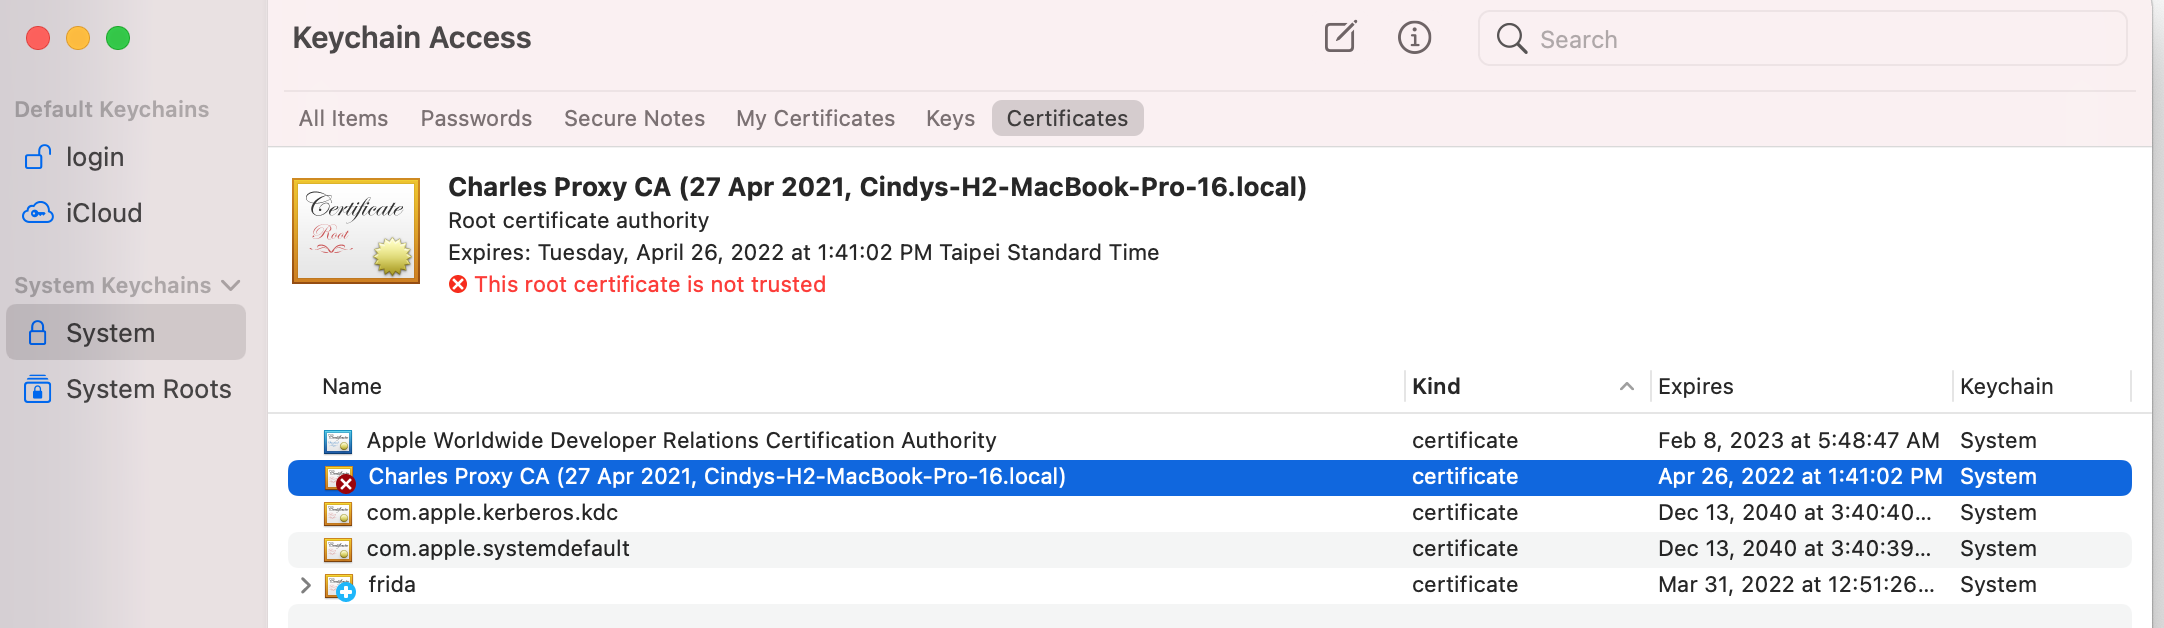 Keychain Access
Search
Default Keychains
login
iCloud
System Keychains
System
System Roots
All Items Passwords Secure Notes My Certificates Keys Certificates
Certificate
Root
Charles Proxy CA (27 Apr 2021, Cindys-H2-MacBook-Pro-16.local)
Root certificate authority
Expires: Tuesday, April 26, 2022 at 1:41:02 PM Taipei Standard Time
This root certificate is not trusted
Name Kind Expires Keychain
Apple Worldwide Developer Relations Certification Authority certificate Feb 8, 2023 at 5:48:47 AM System
Charles Proxy CA (27 Apr 2021, Cindys-H2-MacBook-Pro-16.local) certificate Apr 26, 2022 at 1:41:02 PM System
com.apple.kerberos.kdc certificate Dec 13, 2040 at 3:40:40... System
com.apple.systemdefault certificate Dec 13, 2040 at 3:40:39... System
frida certificate Mar 31, 2022 at 12:51:26... System